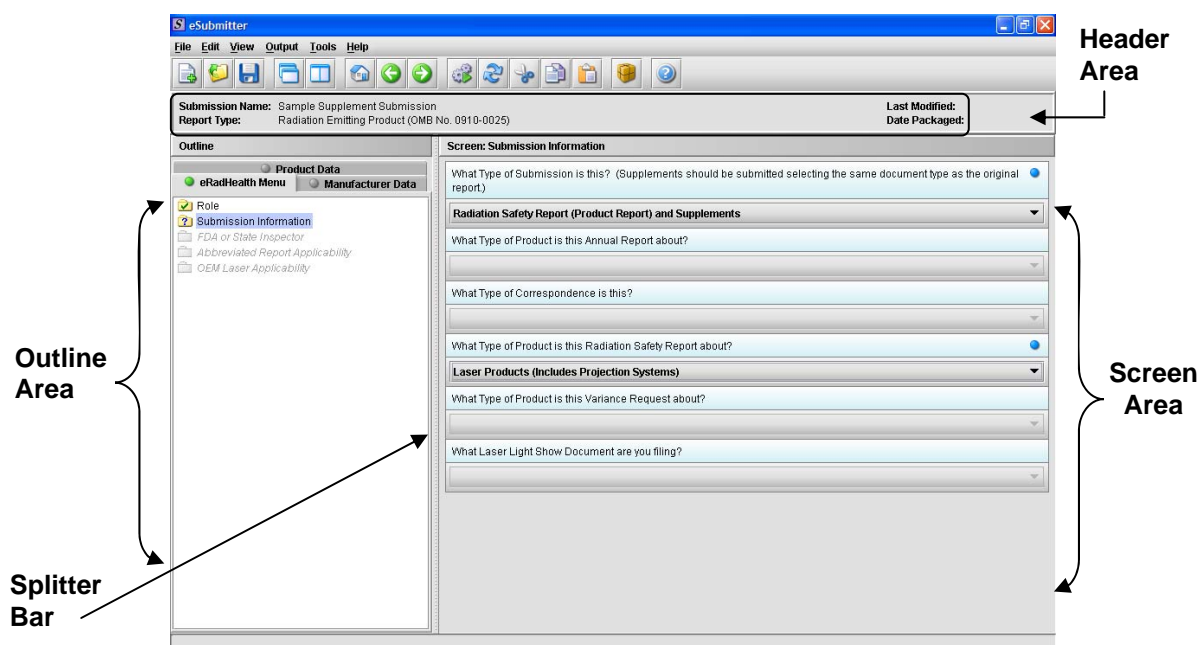 eSubmitter
File Edit View Output Tools Help
Header
Area
Submission Name: Sample Supplement Submission
Last Modified:
Report Type: Radiation Emitting Product (OMB No. 0910-0025)
Date Packaged:
Outline
Screen: Submission Information
Product Data
eRadHealth Menu
Manufacturer Data
Role
Submission Information
FDA or State Inspector
Abbreviated Report Applicability
OEM Laser Applicability
What Type of Submission is this? (Supplements should be submitted selecting the same document type as the original
report.)
Radiation Safety Report (Product Report) and Supplements
What Type of Product is this Annual Report about?
What Type of Correspondence is this?
What Type of Product is this Radiation Safety Report about?
Laser Products (Includes Projection Systems)
What Type of Product is this Variance Request about?
What Laser Light Show Document are you filing?
Outline
Area
Screen
Area
Splitter
Bar